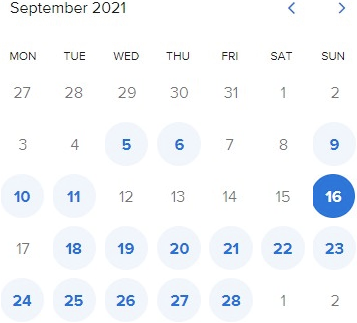 September 2021
MON TUE WED THU FRI SAT SUN
27 28 29 30 31 1 2
3 4 5 6 7 8 9
10 11 12 13 14 15 16
17 18 19 20 21 22 23
24 25 26 27 28 1 2